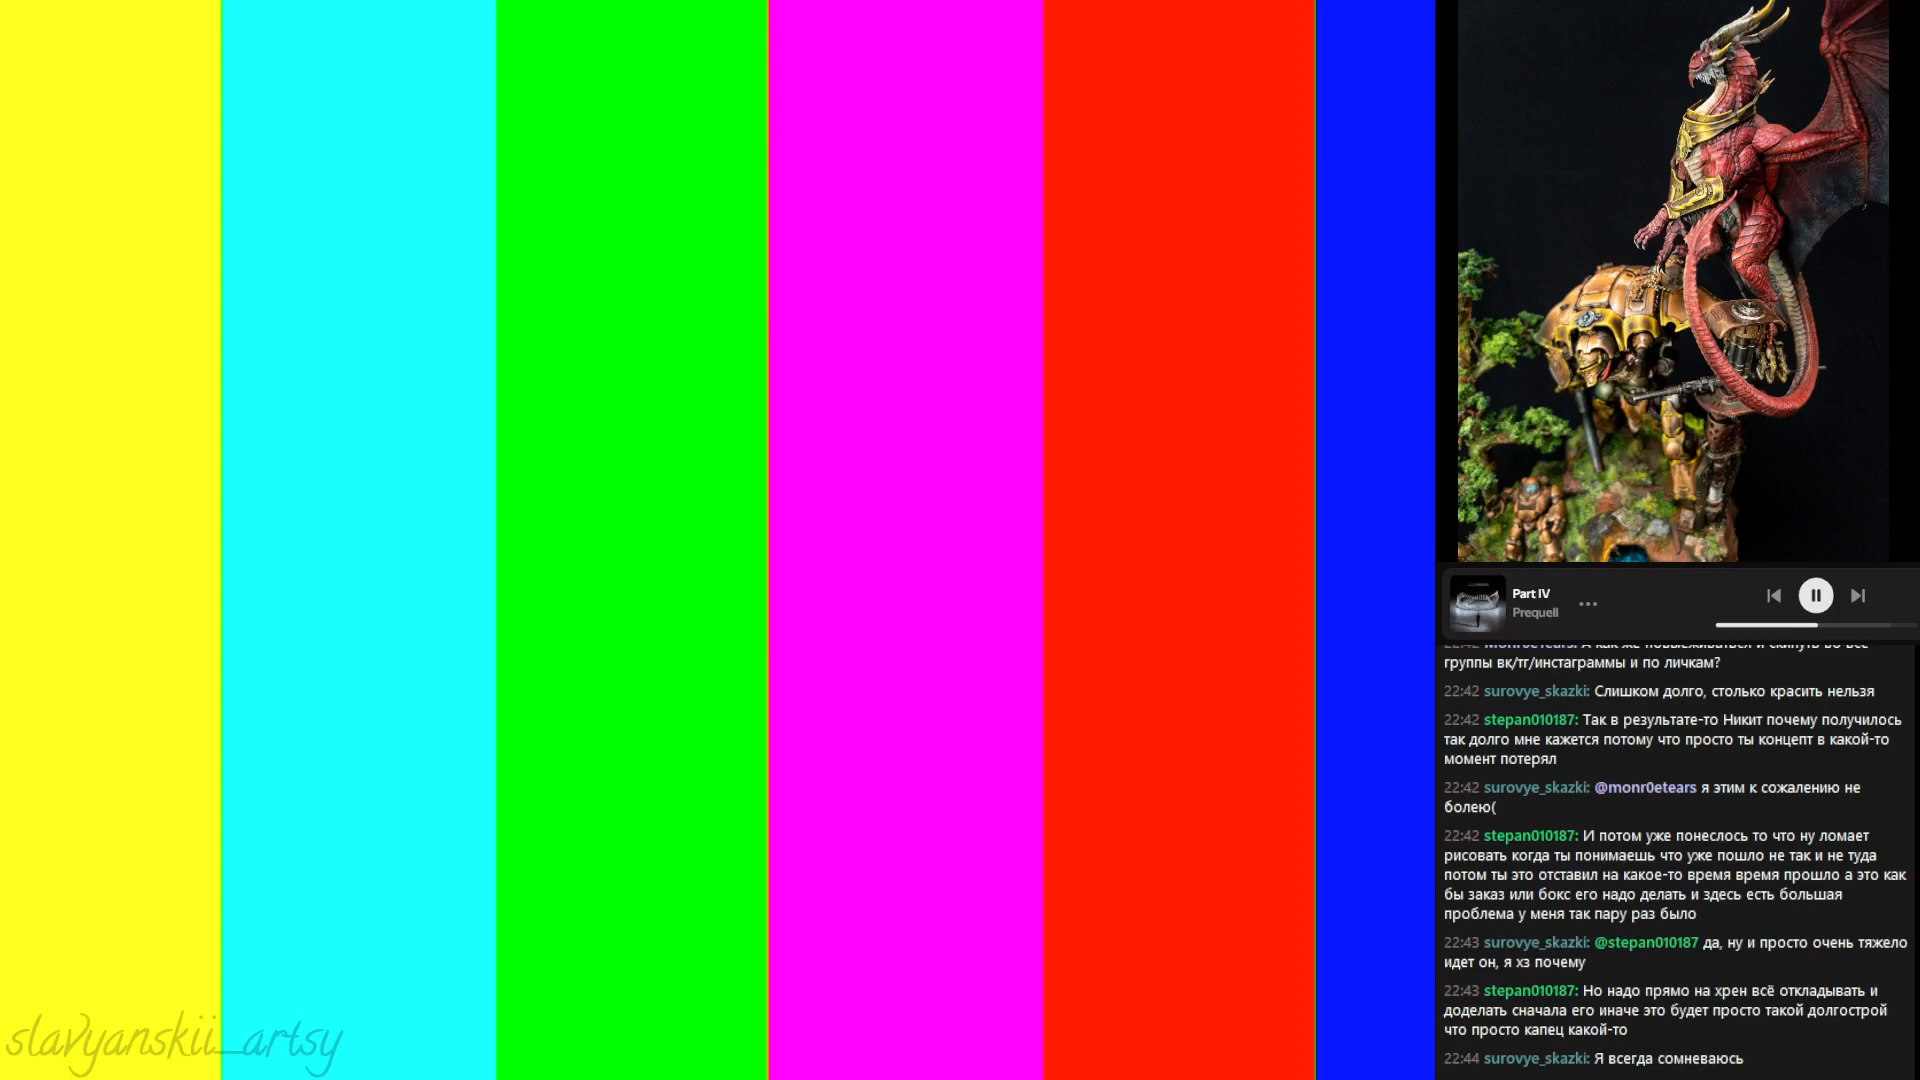 Part IV
Prequell
группы вк/тг/инстаграммы и по личкам?
22:42 surovye_skazki: Слишком долго, столько красить нельзя
22:42 stepan010187: Так в результате-то Никит почему получилось
так долго мне кажется потому что просто ты концепт в какой-то
момент потерял
22:42 surovye_skazki: @monr0etears я этим к сожалению не
болею(
22:42 stepan010187: И потом уже понеслось то что ну ломает
рисовать когда ты понимаешь что уже пошло не так и не туда
потом ты это отставил на какое-то время время прошло а это как
бы заказ или бокс его надо делать и здесь есть большая
проблема у меня так пару раз было
22:43 surovye_skazki: @stepan010187 да, ну и просто очень тяжело
идет он, я хз почему
22:43 stepan010187: Но надо прямо на хрен всё откладывать и
доделать сначала его иначе это будет просто такой долгострой
что просто капец какой-то
22:44 surovye_skazki: Я всегда сомневаюсь
slavyanskii_artsy